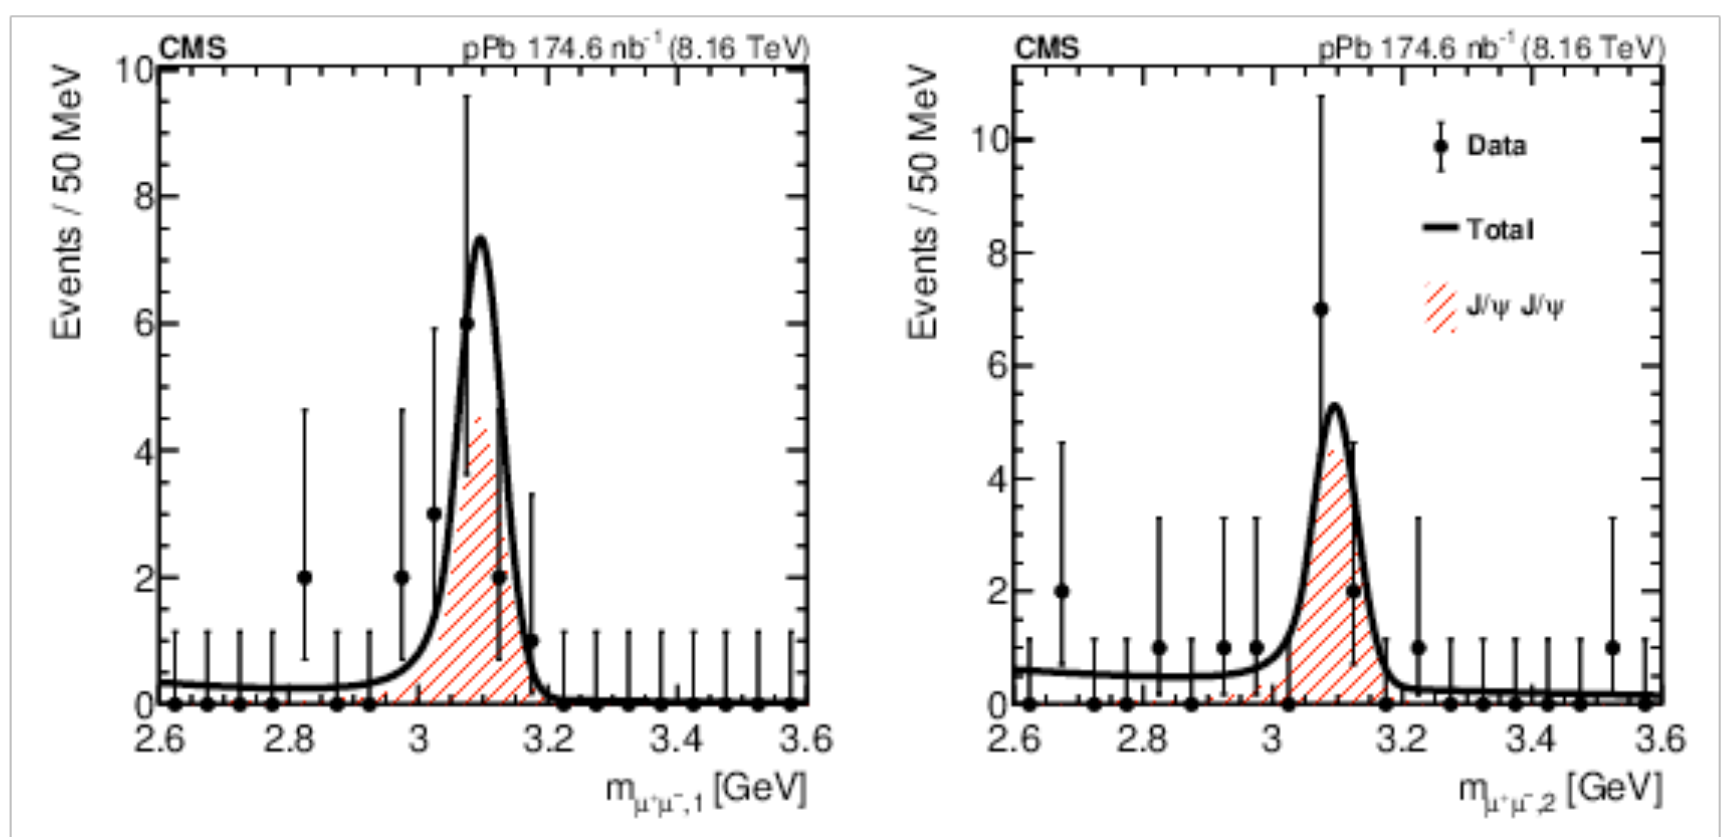 CMS pPb 174.6 nb⁻¹ (8.16 TeV)
Events / 50 MeV
10
8
6
4
2
0
2.6 2.8 3 3.2 3.4 3.6
m_{μ⁺μ⁻,1} [GeV]
CMS pPb 174.6 nb⁻¹ (8.16 TeV)
Events / 50 MeV
10
8
6
4
2
0
Data
Total
J/ψ J/ψ
2.6 2.8 3 3.2 3.4 3.6
m_{μ⁺μ⁻,2} [GeV]